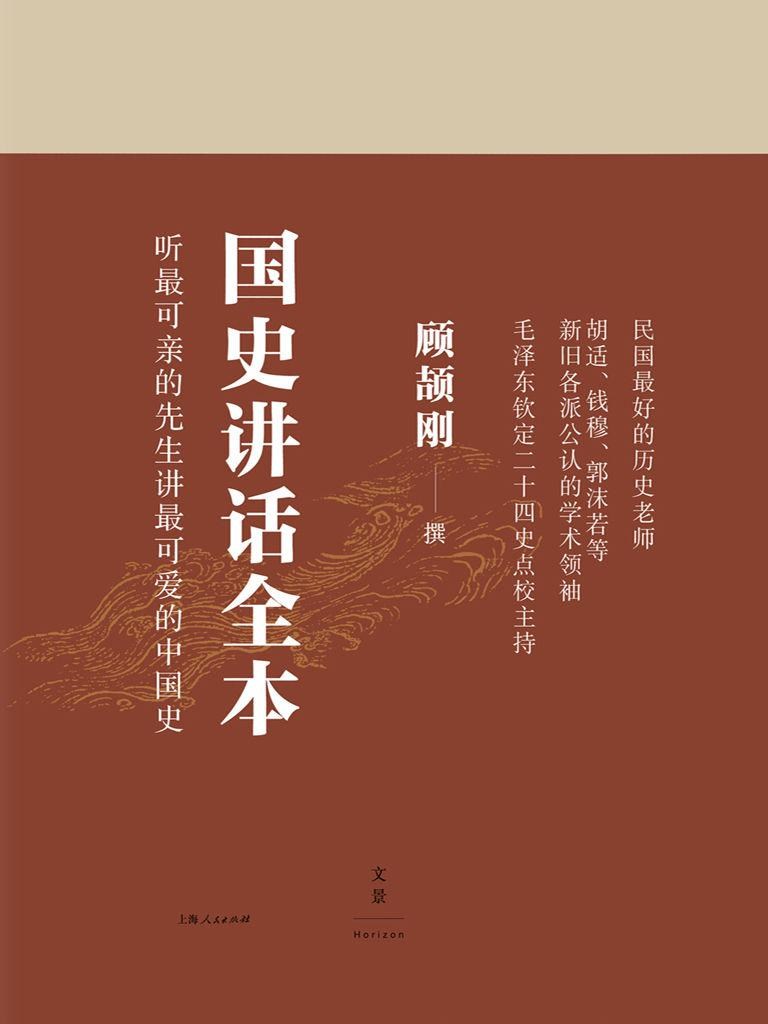 民国最好的历史老师
胡适、钱穆、郭沫若等
新旧各派公认的学术领袖
毛泽东钦定二十四史点校主持
顾颉刚
撰
国史讲话全本
听最可亲的先生讲最可爱的中国史
文景
Horizon
上海人民出版社